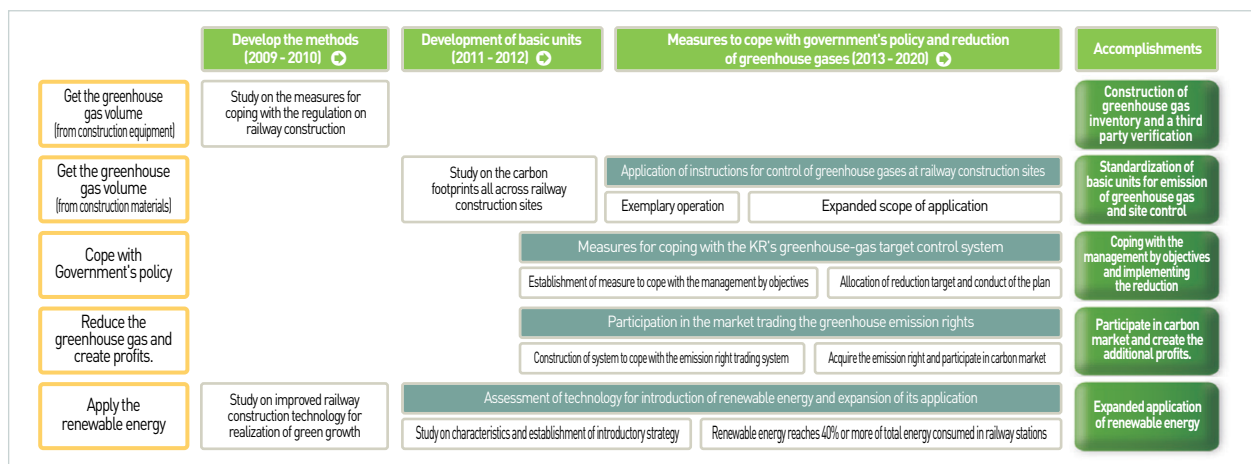 Develop the methods
(2009 - 2010)
Development of basic units
(2011 - 2012)
Measures to cope with government's policy and reduction
of greenhouse gases (2013 - 2020)
Accomplishments
Get the greenhouse
gas volume
(from construction equipment)
Study on the measures for
coping with the regulation on
railway construction
Construction of
greenhouse gas
inventory and a third
party verification
Get the greenhouse
gas volume
(from construction materials)
Study on the carbon
footprints all across railway
construction sites
Application of instructions for control of greenhouse gases at railway construction sites
Exemplary operation
Expanded scope of application
Standardization of
basic units for emission
of greenhouse gas
and site control
Cope with
Government's policy
Measures for coping with the KR's greenhouse-gas target control system
Establishment of measure to cope with the management by objectives
Allocation of reduction target and conduct of the plan
Coping with the
management by objectives
and implementing
the reduction
Reduce the
greenhouse gas and
create profits.
Participation in the market trading the greenhouse emission rights
Construction of system to cope with the emission right trading system
Acquire the emission right and participate in carbon market
Participate in carbon
market and create the
additional profits.
Apply the
renewable energy
Study on improved railway
construction technology for
realization of green growth
Assessment of technology for introduction of renewable energy and expansion of its application
Study on characteristics and establishment of introductory strategy
Renewable energy reaches 40% or more of total energy consumed in railway stations
Expanded application
of renewable energy